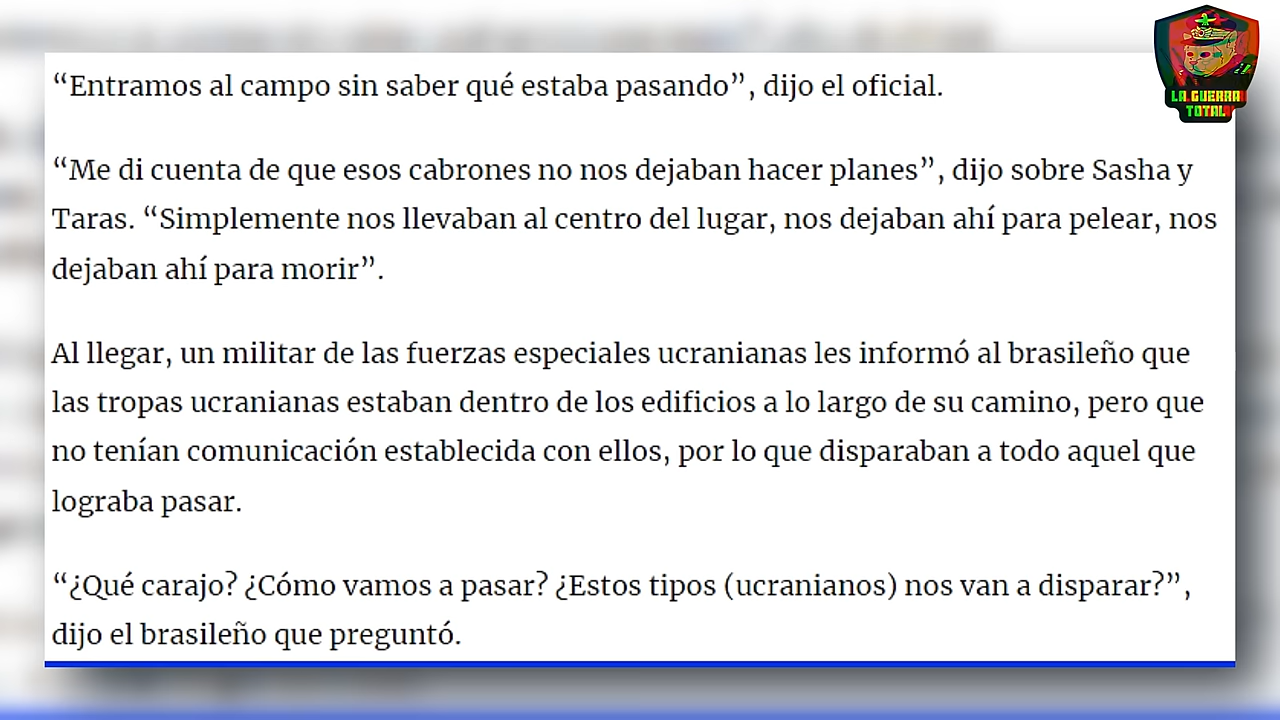 “Entramos al campo sin saber qué estaba pasando”, dijo el oficial.
“Me di cuenta de que esos cabrones no nos dejaban hacer planes”, dijo sobre Sasha y
Taras. “Simplemente nos llevaban al centro del lugar, nos dejaban ahí para pelear, nos
dejaban ahí para morir”.
Al llegar, un militar de las fuerzas especiales ucranianas les informó al brasileño que
las tropas ucranianas estaban dentro de los edificios a lo largo de su camino, pero que
no tenían comunicación establecida con ellos, por lo que disparaban a todo aquel que
lograba pasar.
“¿Qué carajo? ¿Cómo vamos a pasar? ¿Estos tipos (ucranianos) nos van a disparar?”,
dijo el brasileño que preguntó.
LA GUERRA
TOTAL